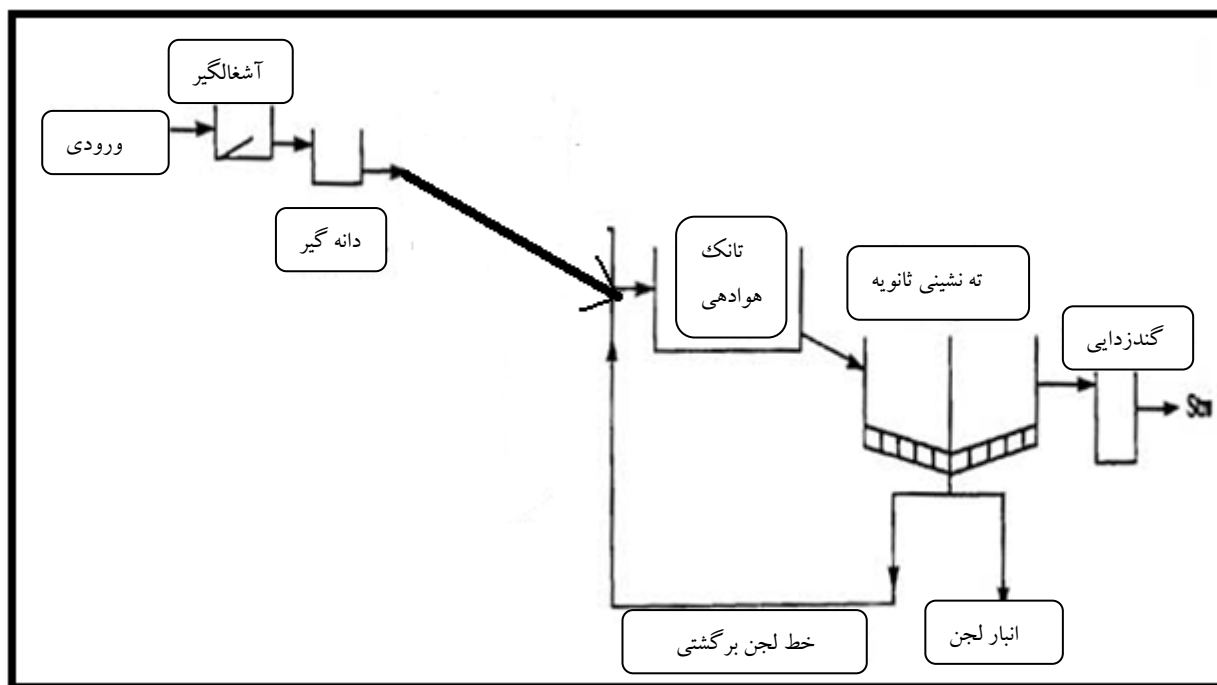 آشغالگیر
ورودی
دانه گیر
تانک
هوادهی
ته نشینی ثانویه
گندزدایی
خط لجن برگشتی
انبار لجن